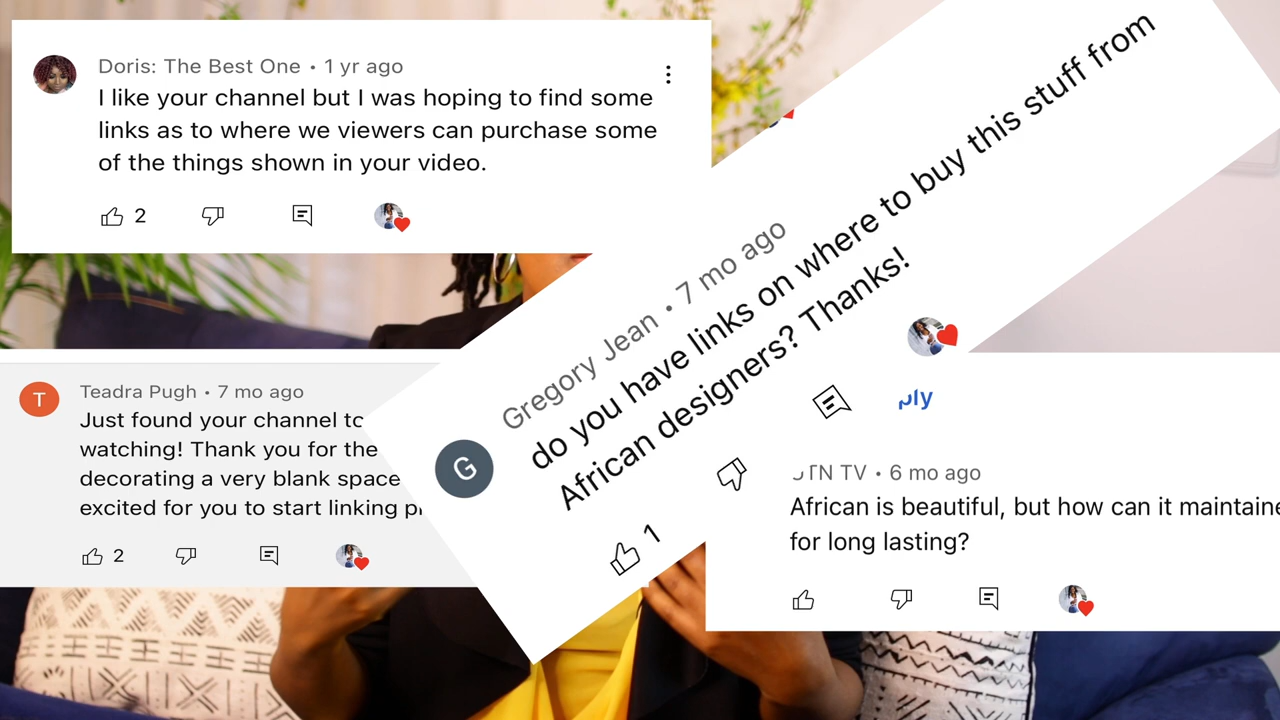 Doris: The Best One • 1 yr ago
I like your channel but I was hoping to find some
links as to where we viewers can purchase some
of the things shown in your video.
2
Gregory Jean • 7 mo ago
do you have links on where to buy this stuff from
African designers? Thanks!
G
1
T
Teadra Pugh • 7 mo ago
Just found your channel
watching! Thank you for the
decorating a very blank space
excited for you to start linking
2
TN TV • 6 mo ago
African is beautiful, but how can it
for long lasting?